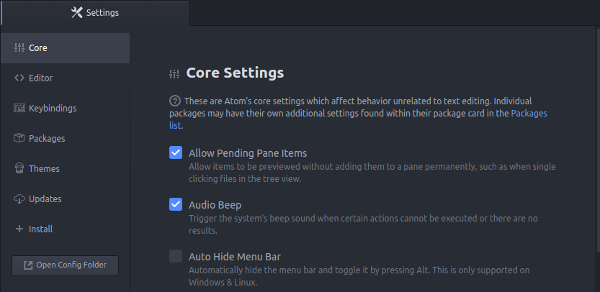 Settings
Core
Editor
Keybindings
Packages
Themes
Updates
Install
Open Config Folder
Core Settings
These are Atom's core settings which affect behavior unrelated to text editing. Individual
packages may have their own additional settings found within their package card in the Packages
list.
Allow Pending Pane Items
Allow items to be previewed without adding them to a pane permanently, such as when single
clicking files in the tree view.
Audio Beep
Trigger the system's beep sound when certain actions cannot be executed or there are no
results.
Auto Hide Menu Bar
Automatically hide the menu bar and toggle it by pressing Alt. This is only supported on
Windows & Linux.